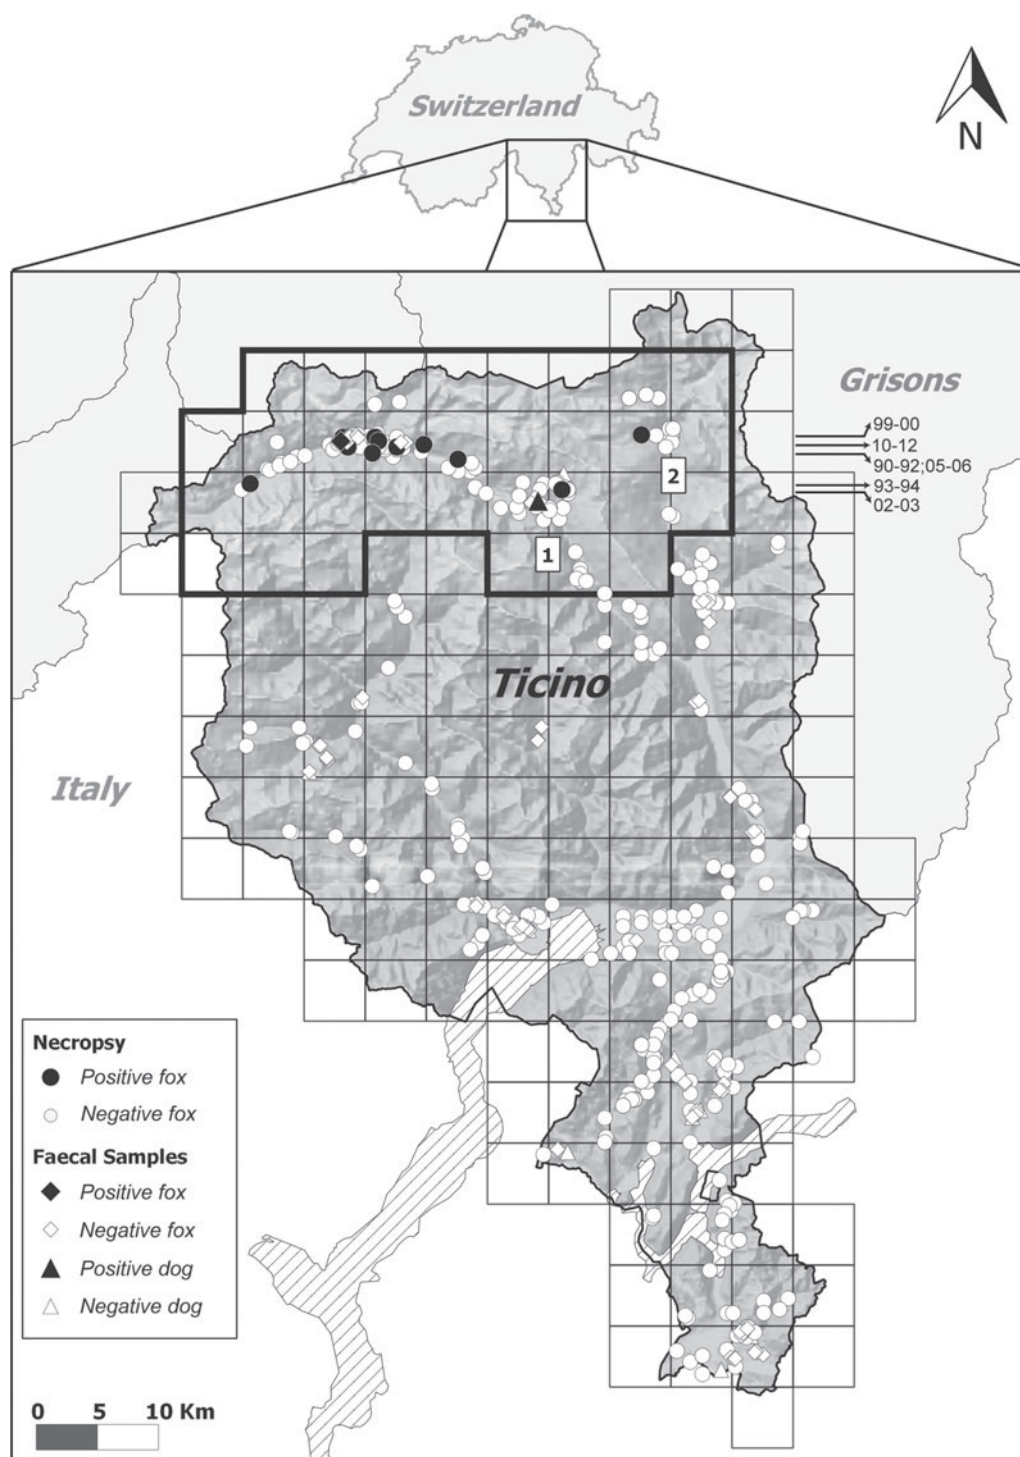 Switzerland
N
Grisons
99-00
10-12
90-92;05-06
93-94
02-03
2
1
Ticino
Italy
Necropsy
Positive fox
Negative fox
Faecal Samples
Positive fox
Negative fox
Positive dog
Negative dog
0 5 10 Km